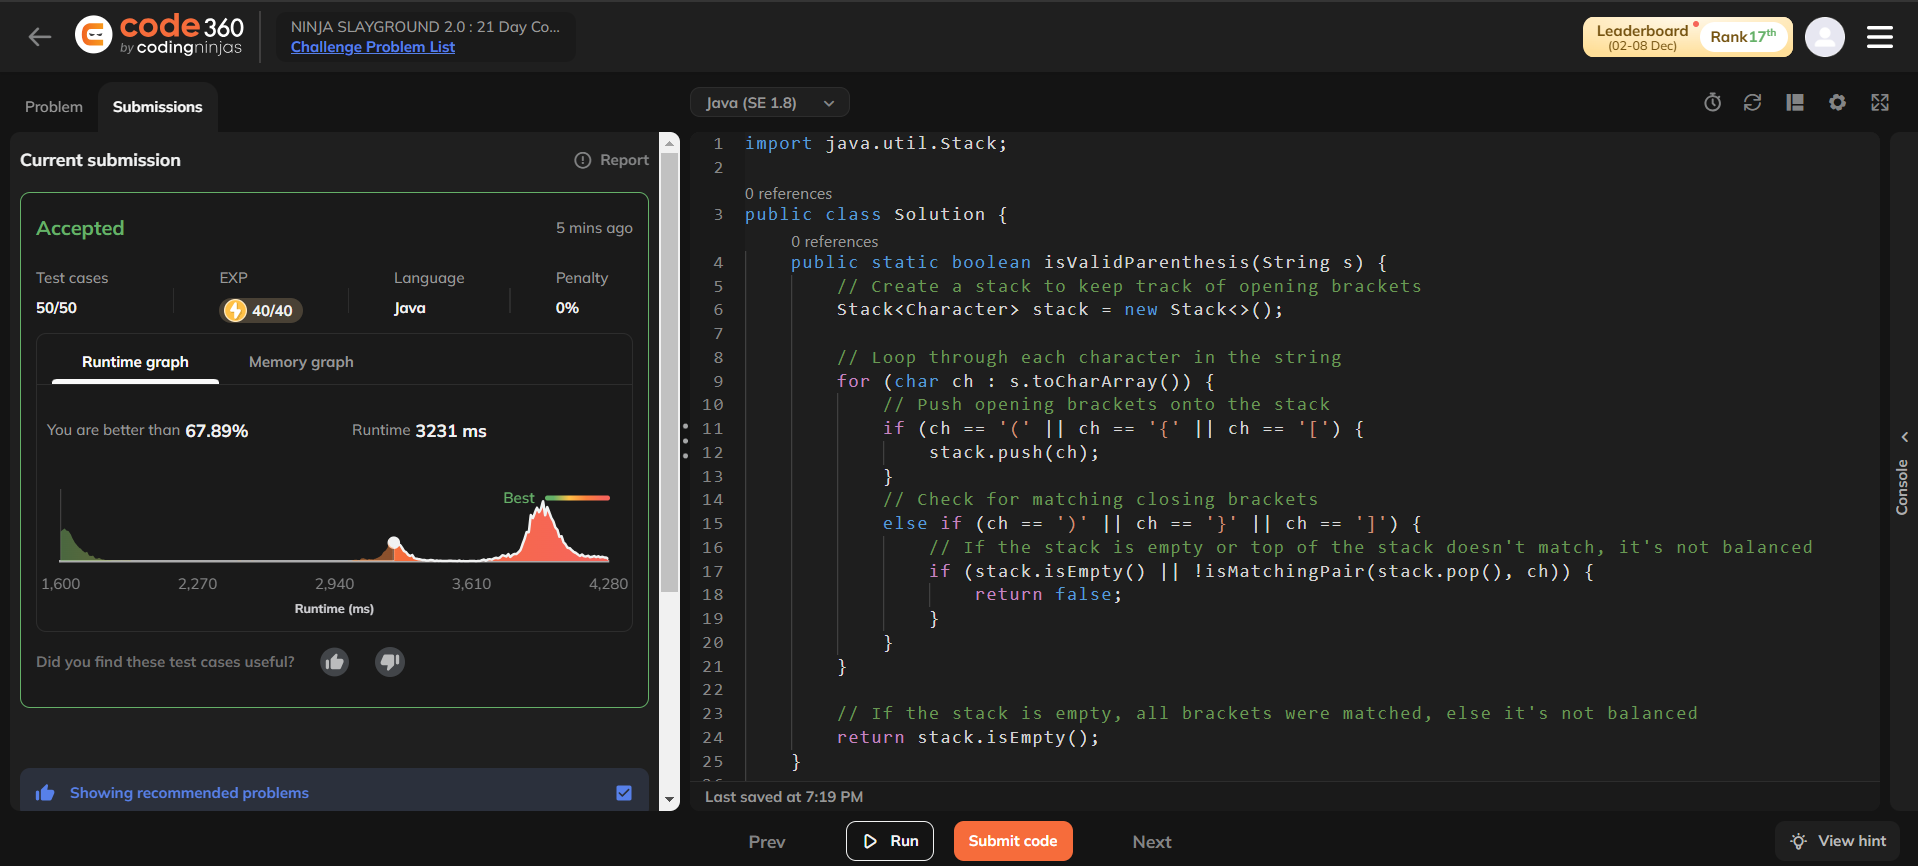 code 360
by codingninjas
NINJA SLAYGROUND 2.0 : 21 Day Co...
Challenge Problem List
Leaderboard
(02-08 Dec)
Rank17th
Problem
Submissions
Java (SE 1.8)
Current submission
Report
Accepted
5 mins ago
Test cases
EXP
Language
Penalty
50/50
40/40
Java
0%
Runtime graph
Memory graph
You are better than 67.89%
Runtime 3231 ms
Best
1,600
2,270
2,940
3,610
4,280
Runtime (ms)
Did you find these test cases useful?
Showing recommended problems
1 import java.util.Stack;
2
0 references
3 public class Solution {
0 references
4 public static boolean isValidParenthesis(String s) {
5 // Create a stack to keep track of opening brackets
6 Stack<Character> stack = new Stack<>();
7
8 // Loop through each character in the string
9 for (char ch : s.toCharArray()) {
10 // Push opening brackets onto the stack
11 if (ch == '(' || ch == '{' || ch == '[') {
12 stack.push(ch);
13 }
14 // Check for matching closing brackets
15 else if (ch == ')' || ch == '}' || ch == ']') {
16 // If the stack is empty or top of the stack doesn't match, it's not balanced
17 if (stack.isEmpty() || !isMatchingPair(stack.pop(), ch)) {
18 return false;
19 }
20 }
21 }
22
23 // If the stack is empty, all brackets were matched, else it's not balanced
24 return stack.isEmpty();
25 }
Last saved at 7:19 PM
Console
Prev
Run
Submit code
Next
View hint